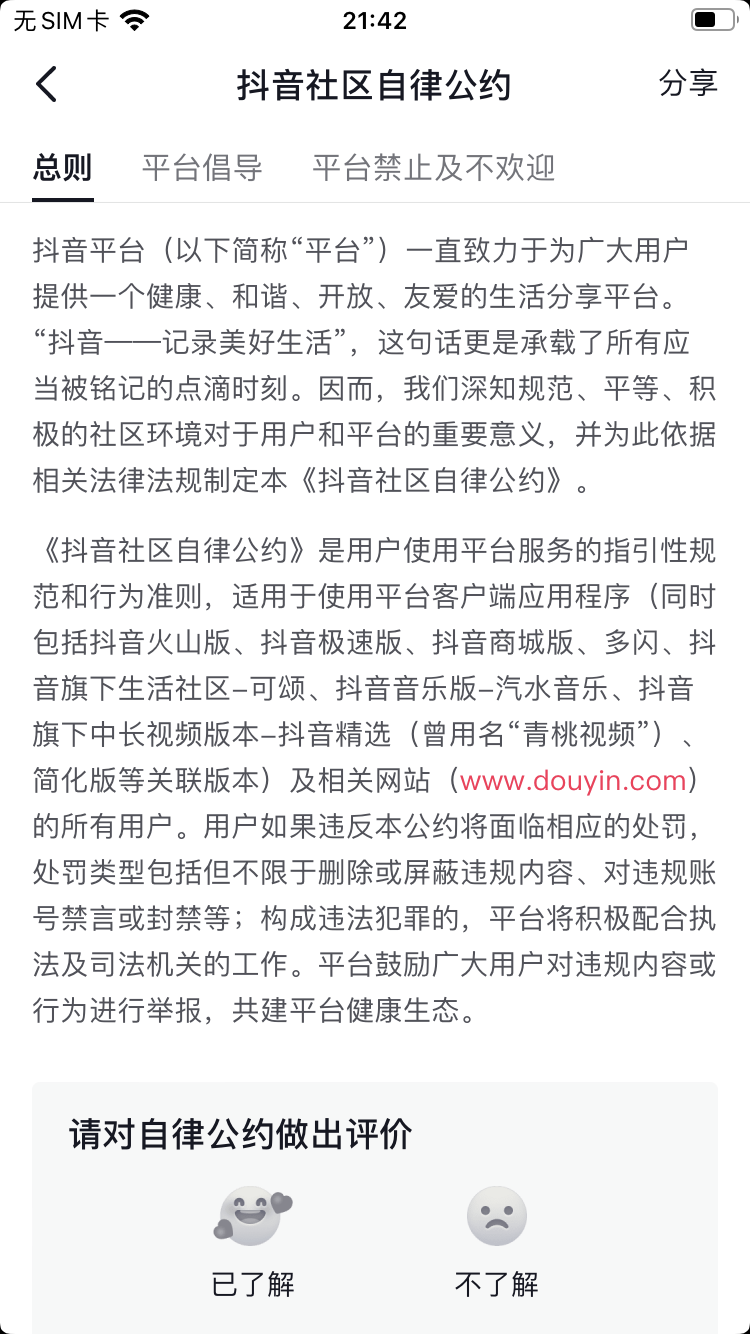 无SIM卡
21:42
抖音社区自律公约
分享
总则
平台倡导
平台禁止及不欢迎
抖音平台（以下简称“平台”）一直致力于为广大用户
提供一个健康、和谐、开放、友爱的生活分享平台。
“抖音——记录美好生活”，这句话更是承载了所有应
当被铭记的点滴时刻。因而，我们深知规范、平等、积
极的社区环境对于用户和平台的重要意义，并为此依据
相关法律法规制定本《抖音社区自律公约》。
《抖音社区自律公约》是用户使用平台服务的指引性规
范和行为准则，适用于使用平台客户端应用程序（同时
包括抖音火山版、抖音极速版、抖音商城版、多闪、抖
音旗下生活社区–可颂、抖音音乐版–汽水音乐、抖音
旗下中长视频版本–抖音精选（曾用名“青桃视频”）、
简化版等关联版本）及相关网站（www.douyin.com）
的所有用户。用户如果违反本公约将面临相应的处罚，
处罚类型包括但不限于删除或屏蔽违规内容、对违规账
号禁言或封禁等；构成违法犯罪的，平台将积极配合执
法及司法机关的工作。平台鼓励广大用户对违规内容或
行为进行举报，共建平台健康生态。
请对自律公约做出评价
已了解
不了解